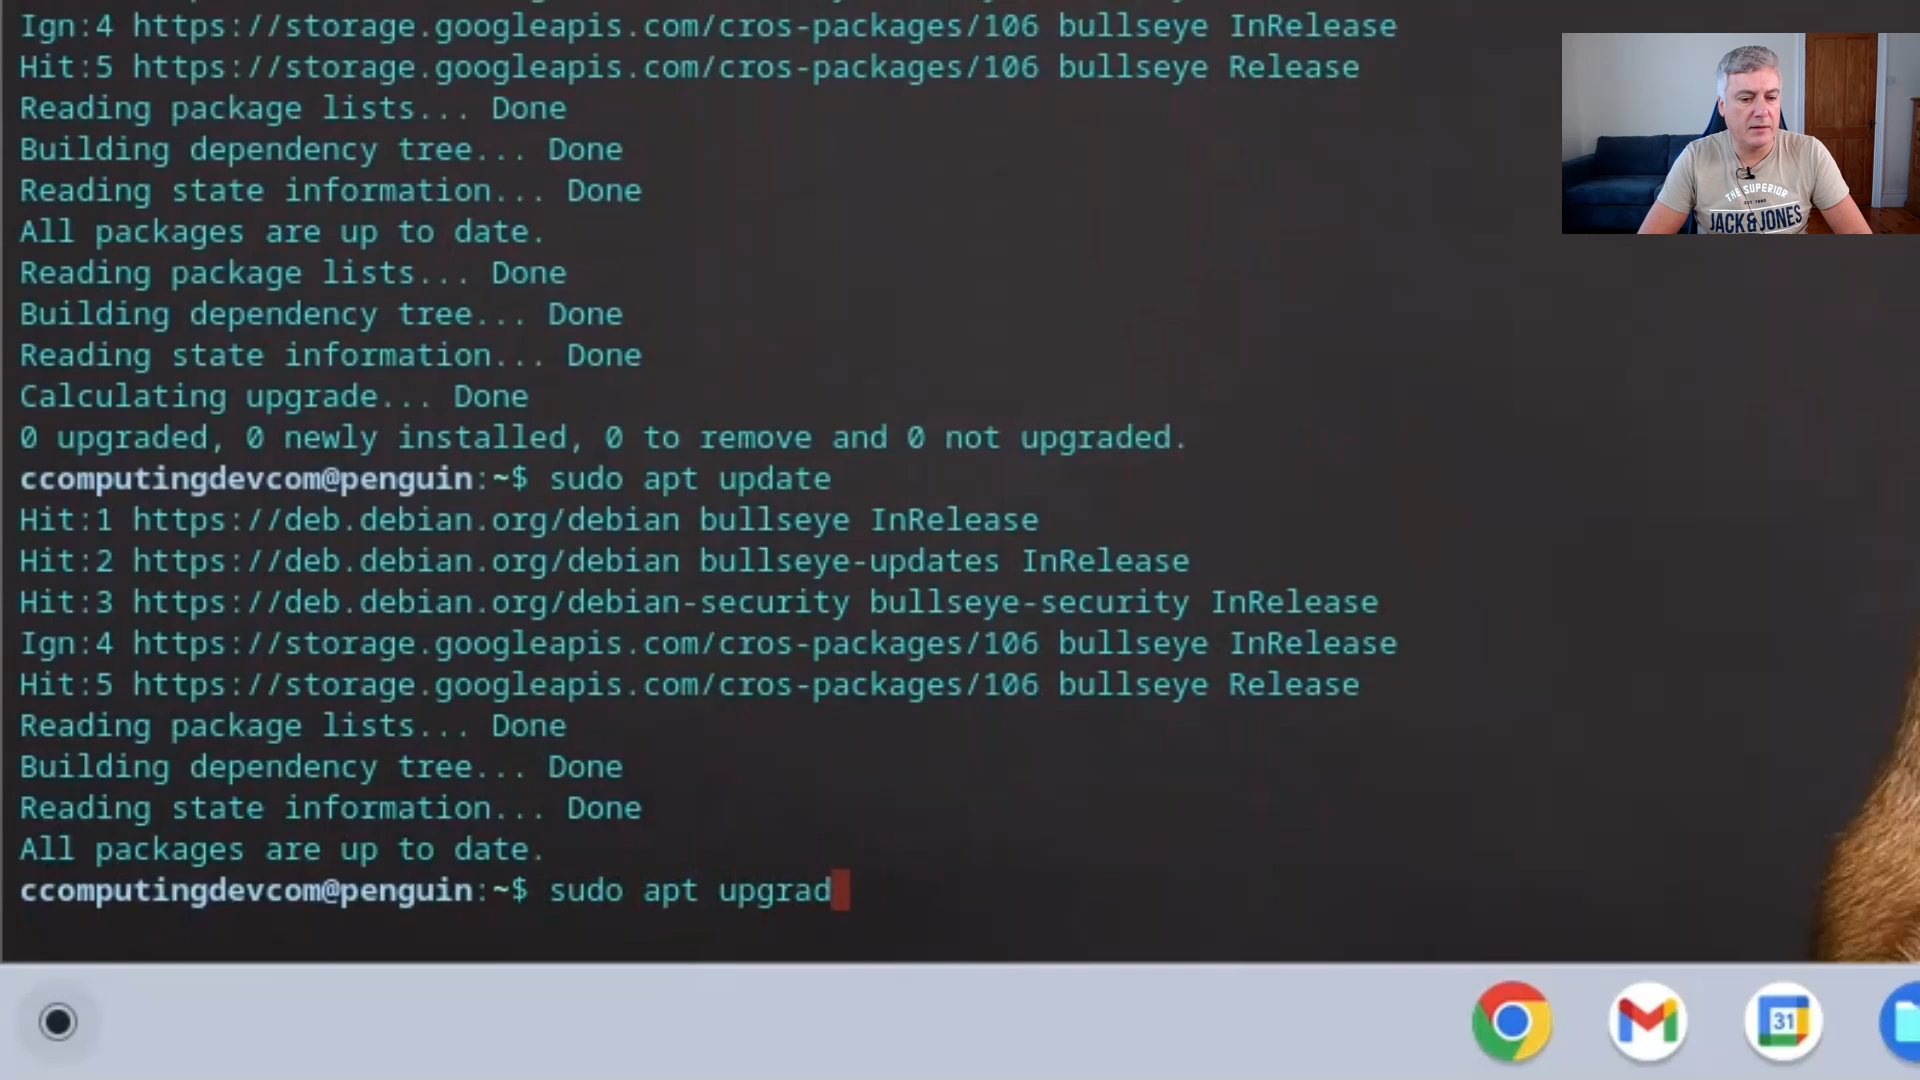 Ign:4 https://storage.googleapis.com/cros-packages/106 bullseye InRelease
Hit:5 https://storage.googleapis.com/cros-packages/106 bullseye Release
Reading package lists... Done
Building dependency tree... Done
Reading state information... Done
All packages are up to date.
Reading package lists... Done
Building dependency tree... Done
Reading state information... Done
Calculating upgrade... Done
0 upgraded, 0 newly installed, 0 to remove and 0 not upgraded.
ccomputingdevcom@penguin:~$ sudo apt update
Hit:1 https://deb.debian.org/debian bullseye InRelease
Hit:2 https://deb.debian.org/debian bullseye-updates InRelease
Hit:3 https://deb.debian.org/debian-security bullseye-security InRelease
Ign:4 https://storage.googleapis.com/cros-packages/106 bullseye InRelease
Hit:5 https://storage.googleapis.com/cros-packages/106 bullseye Release
Reading package lists... Done
Building dependency tree... Done
Reading state information... Done
All packages are up to date.
ccomputingdevcom@penguin:~$ sudo apt upgrad
THE SUPERIOR
JACK&JONES
31